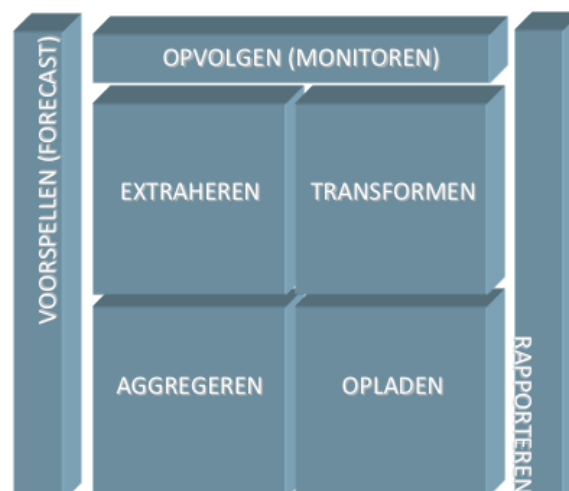 VOORSPELLEN (FORECAST)
OPVOLGEN (MONITOREN)
EXTRAHEREN
TRANSFORMEN
AGGREGEREN
OPLADEN
RAPPORTEREN